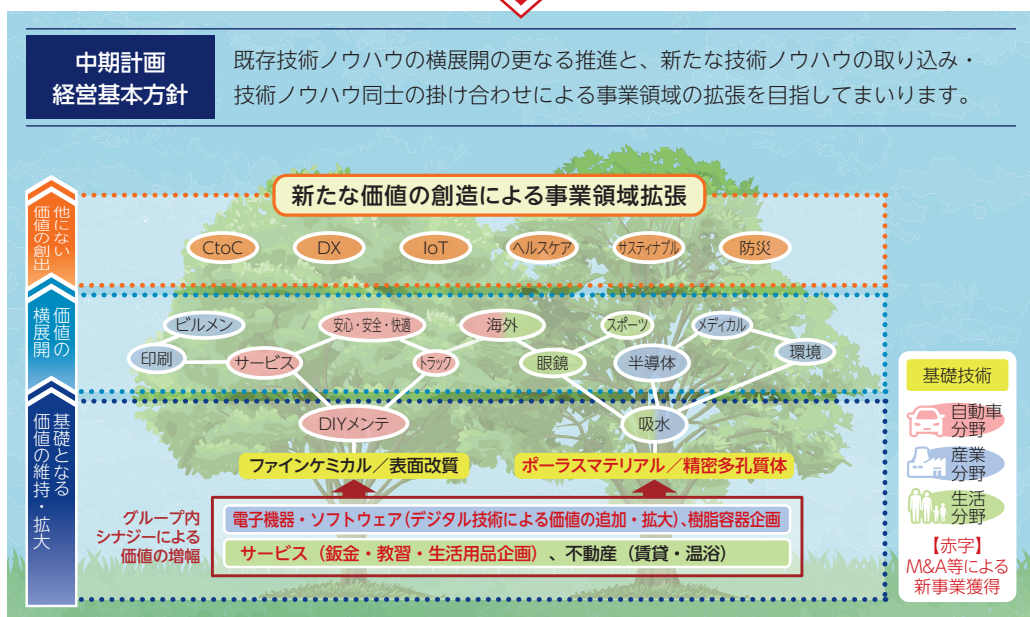 中期計画
経営基本方針
既存技術ノウハウの横展開の更なる推進と、新たな技術ノウハウの取り込み・
技術ノウハウ同士の掛け合わせによる事業領域の拡張を目指してまいります。
新たな価値の創造による事業領域拡張
他にない
価値の創出
CtoC
DX
IoT
ヘルスケア
サスティナブル
防災
価値の
横展開
ビルメン
安心・安全・快適
海外
スポーツ
メディカル
印刷
サービス
トラック
眼鏡
半導体
環境
基礎となる
価値の維持・拡大
DIYメンテ
吸水
ファインケミカル／表面改質
ポーラスマテリアル／精密多孔質体
グループ内
シナジーによる
価値の増幅
電子機器・ソフトウェア(デジタル技術による価値の追加・拡大)、樹脂容器企画
サービス（鈑金・教習・生活用品企画）、不動産（賃貸・温浴）
基礎技術
自動車
分野
産業
分野
生活
分野
【赤字】
M&A等による
新事業獲得